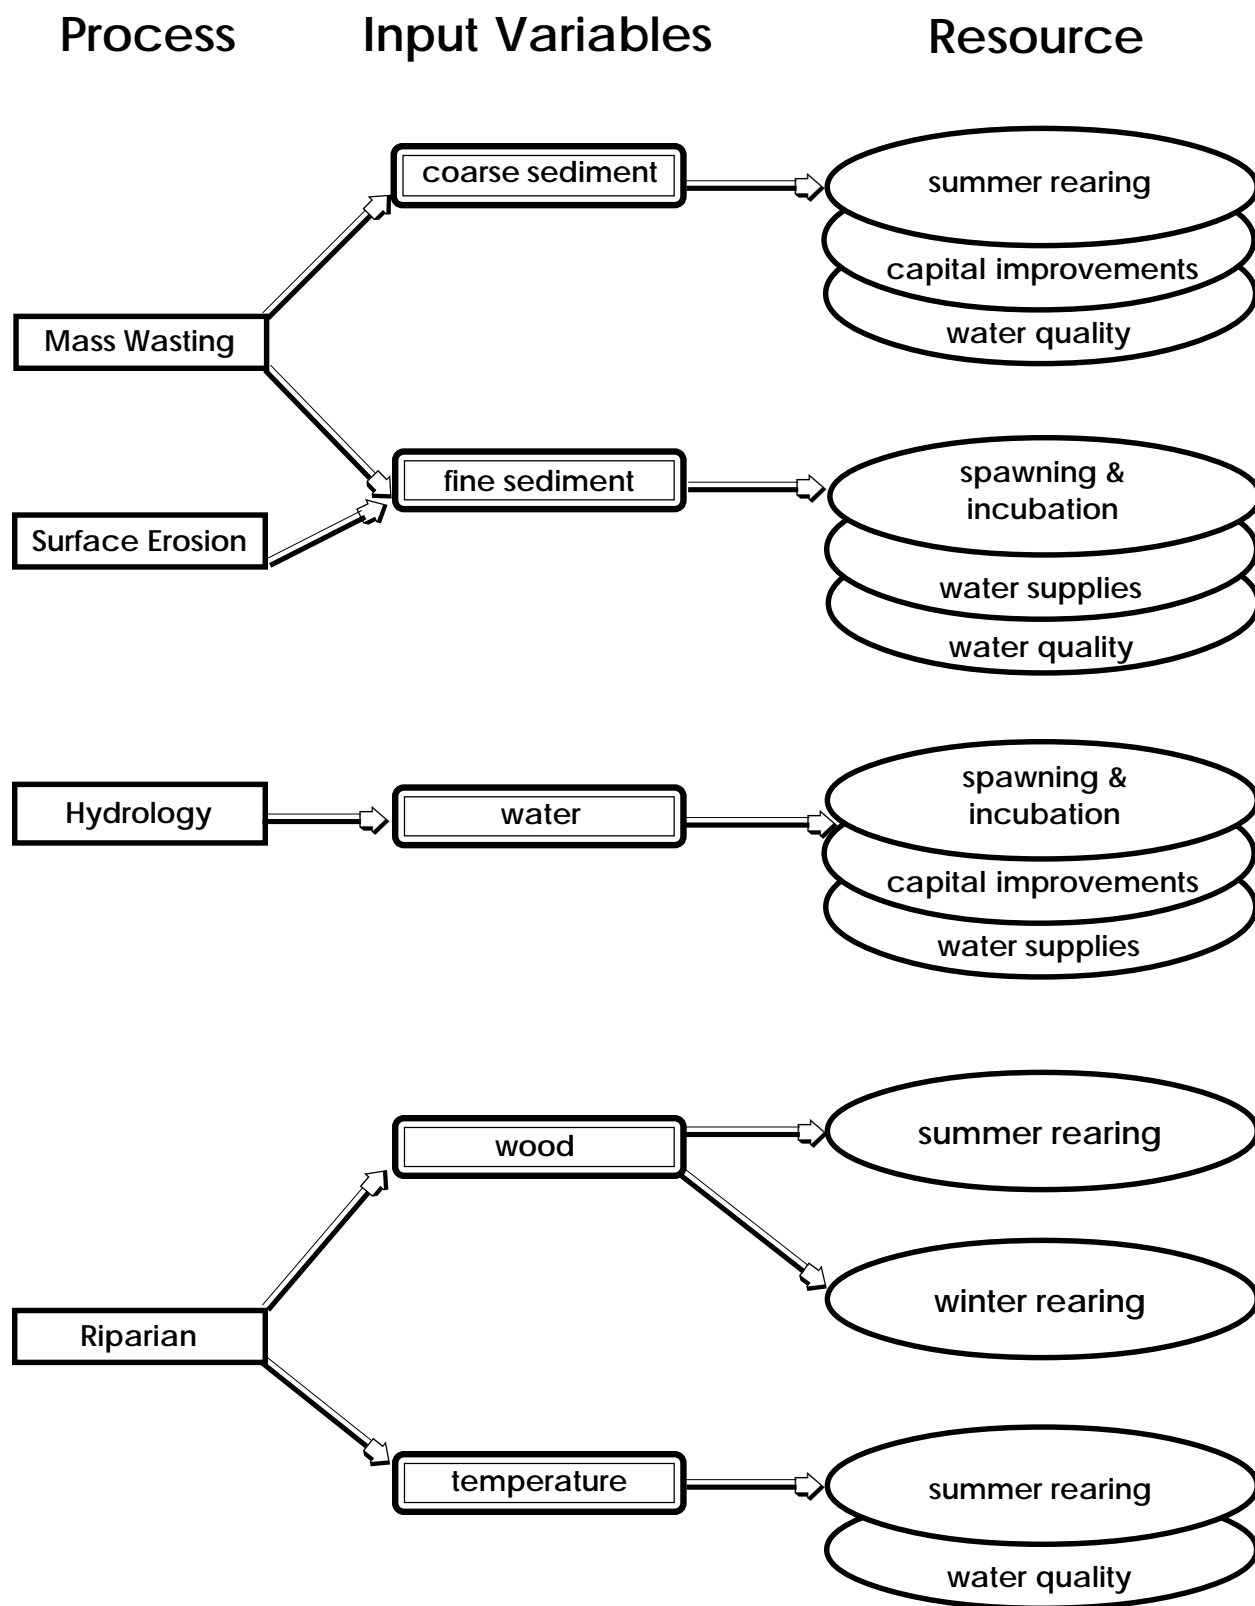 Process
Input Variables
Resource
coarse sediment
summer rearing
capital improvements
water quality
Mass Wasting
fine sediment
spawning &
incubation
Surface Erosion
water supplies
water quality
Hydrology
water
spawning &
incubation
capital improvements
water supplies
wood
summer rearing
winter rearing
Riparian
temperature
summer rearing
water quality